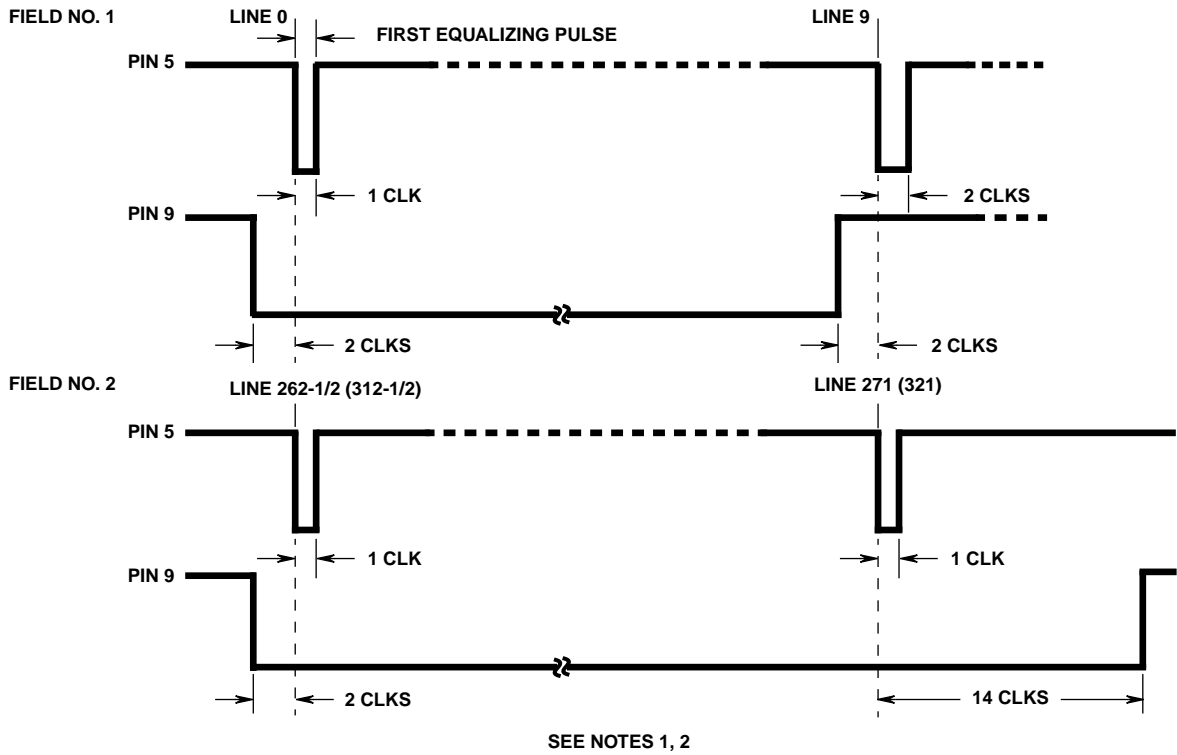 FIELD NO. 1
LINE 0
LINE 9
FIRST EQUALIZING PULSE
PIN 5
1 CLK
2 CLKS
PIN 9
2 CLKS
2 CLKS
FIELD NO. 2
LINE 262-1/2 (312-1/2)
LINE 271 (321)
PIN 5
1 CLK
1 CLK
PIN 9
2 CLKS
14 CLKS
SEE NOTES 1, 2